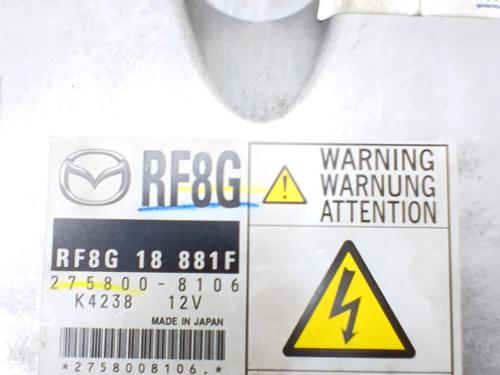 RF8G
WARNING
WARNUNG
ATTENTION
RF8G 18 881F
275800-8106
K4238 12V
MADE IN JAPAN
*2758008106.*